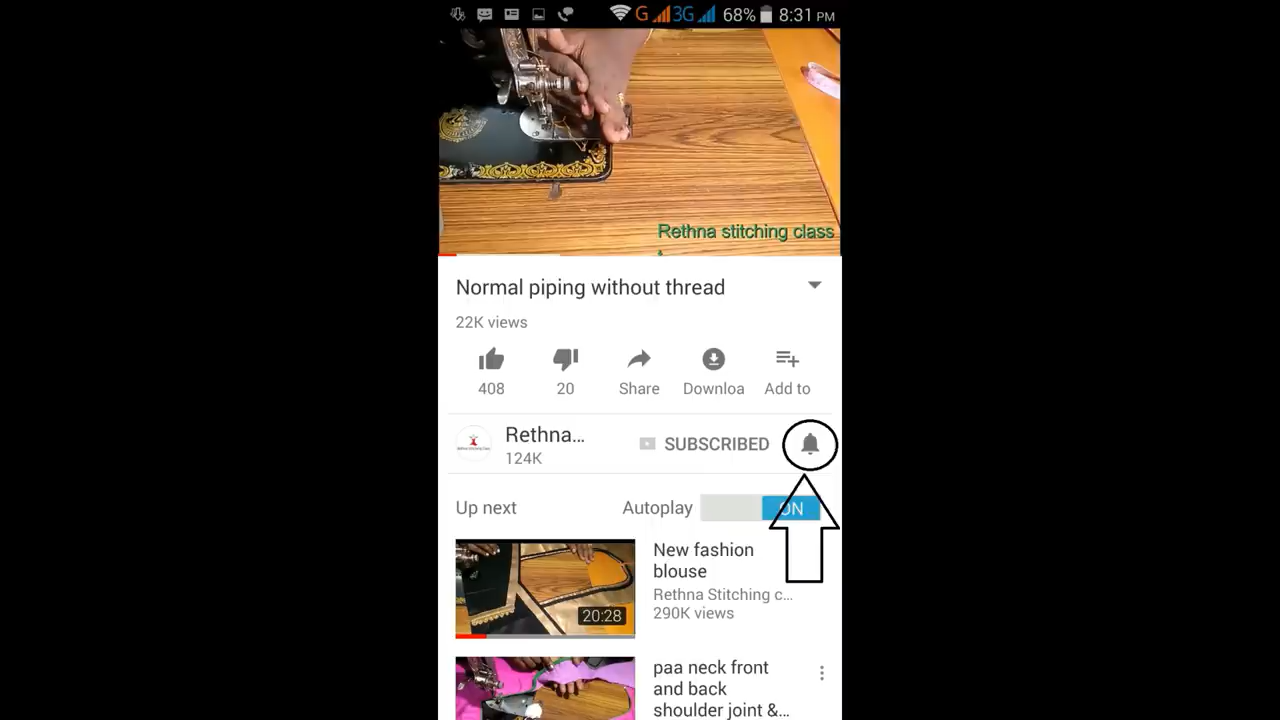 G 3G 68% 8:31 PM
Rethna stitching class
Normal piping without thread
22K views
408 20 Share Downloa Add to
Rethna... SUBSCRIBED
124K
Up next Autoplay ON
New fashion
blouse
Rethna Stitching c...
290K views
20:28
paa neck front
and back
shoulder joint &...